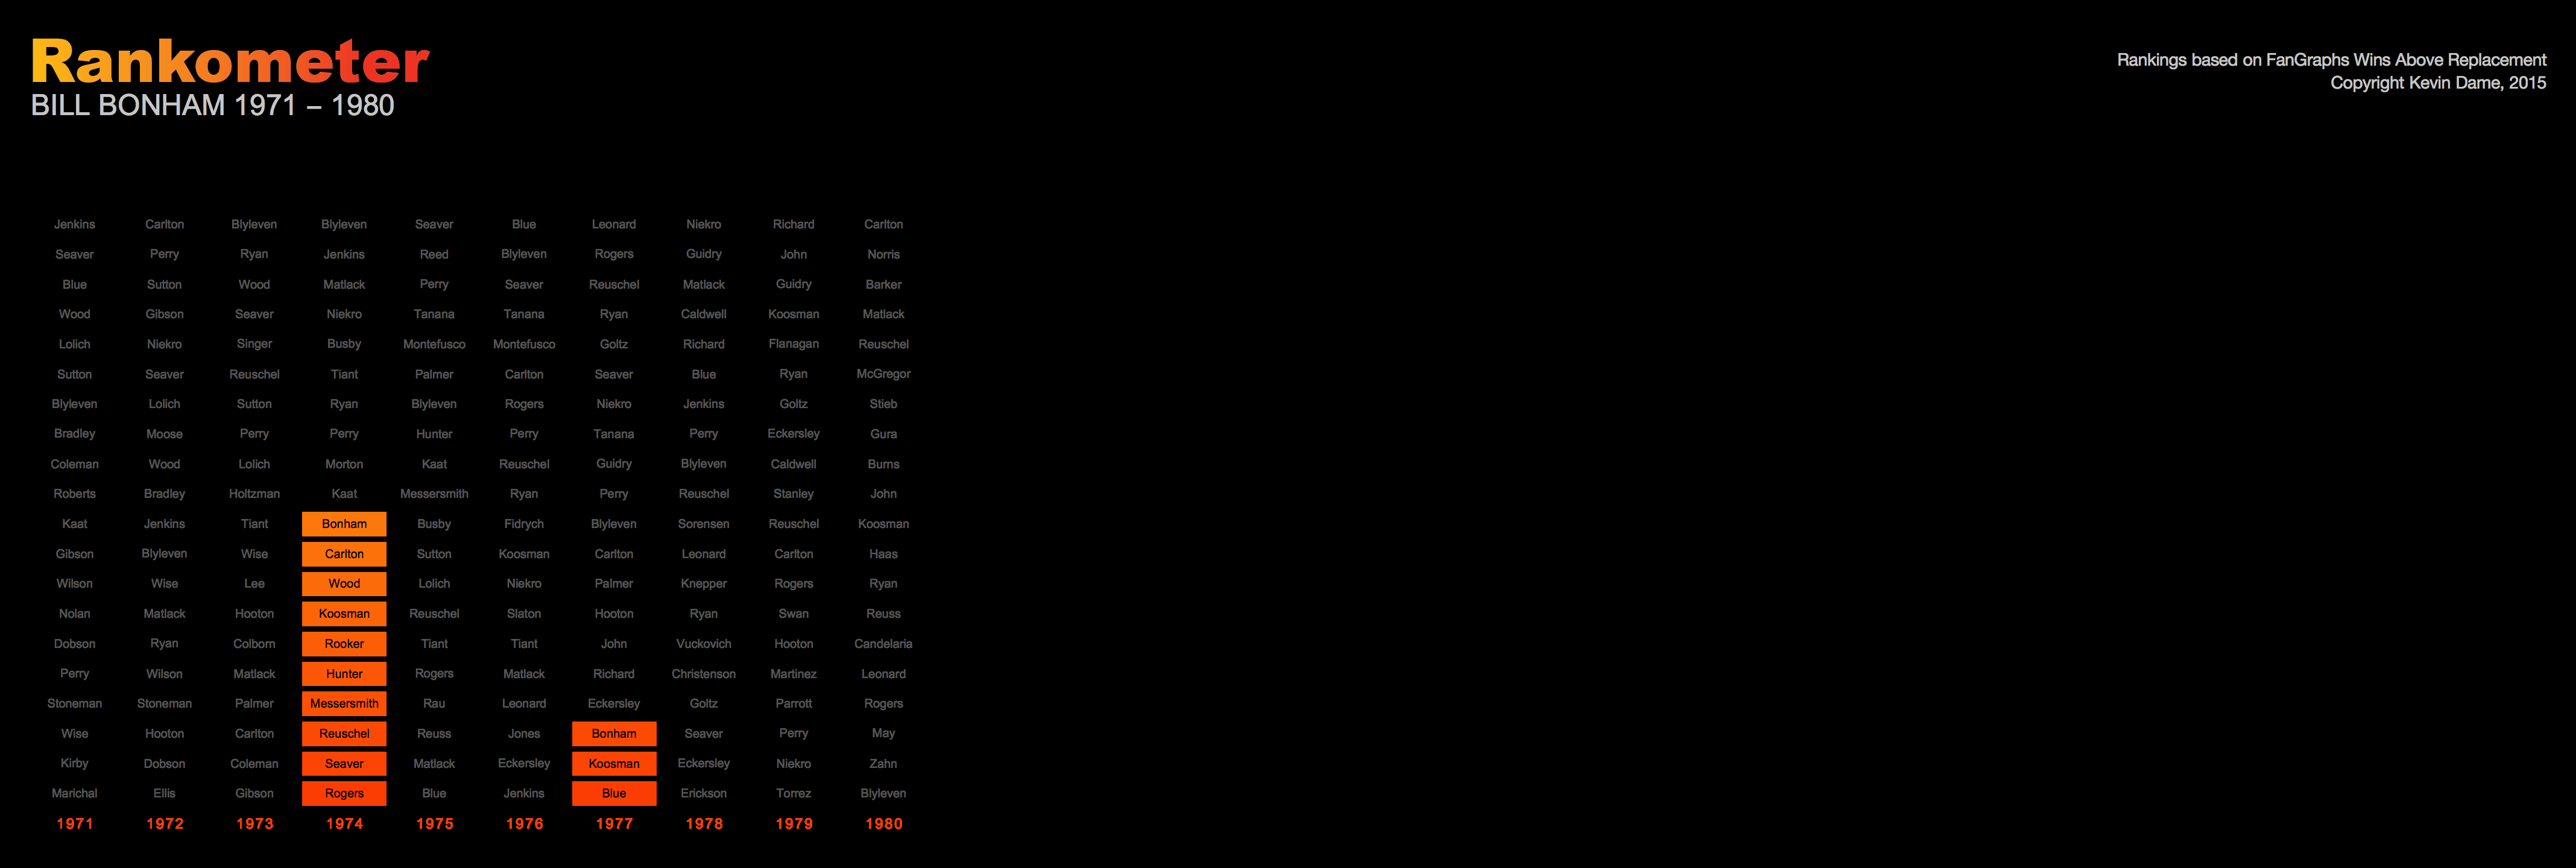 Rankometer
BILL BONHAM 1971 – 1980
Rankings based on FanGraphs Wins Above Replacement
Copyright Kevin Dame, 2015
Jenkins Carlton Blyleven Blyleven Seaver Blue Leonard Niekro Richard Carlton
Seaver Perry Ryan Jenkins Reed Blyleven Rogers Guidry John Norris
Blue Sutton Wood Matlack Perry Seaver Reuschel Matlack Guidry Barker
Wood Gibson Seaver Niekro Tanana Tanana Ryan Caldwell Koosman Matlack
Lolich Niekro Singer Busby Montefusco Montefusco Goltz Richard Flanagan Reuschel
Sutton Seaver Reuschel Tiant Palmer Carlton Seaver Blue Ryan McGregor
Blyleven Lolich Sutton Ryan Blyleven Rogers Niekro Jenkins Goltz Stieb
Bradley Moose Perry Perry Hunter Perry Tanana Perry Eckersley Gura
Coleman Wood Lolich Morton Kaat Reuschel Guidry Blyleven Caldwell Burns
Roberts Bradley Holtzman Kaat Messersmith Ryan Perry Reuschel Stanley John
Kaat Jenkins Tiant Bonham Busby Fidrych Blyleven Sorensen Reuschel Koosman
Gibson Blyleven Wise Carlton Sutton Koosman Carlton Leonard Carlton Haas
Wilson Wise Lee Wood Lolich Niekro Palmer Knepper Rogers Ryan
Nolan Matlack Hooton Koosman Reuschel Slaton Hooton Ryan Swan Reuss
Dobson Ryan Colborn Rooker Tiant Tiant John Vuckovich Hooton Candelaria
Perry Wilson Matlack Hunter Rogers Matlack Richard Christenson Martinez Leonard
Stoneman Stoneman Palmer Messersmith Rau Leonard Eckersley Goltz Parrott Rogers
Wise Hooton Carlton Reuschel Reuss Jones Bonham Seaver Perry May
Kirby Dobson Coleman Seaver Matlack Eckersley Koosman Eckersley Niekro Zahn
Marichal Ellis Gibson Rogers Blue Jenkins Blue Erickson Torrez Blyleven
1971 1972 1973 1974 1975 1976 1977 1978 1979 1980